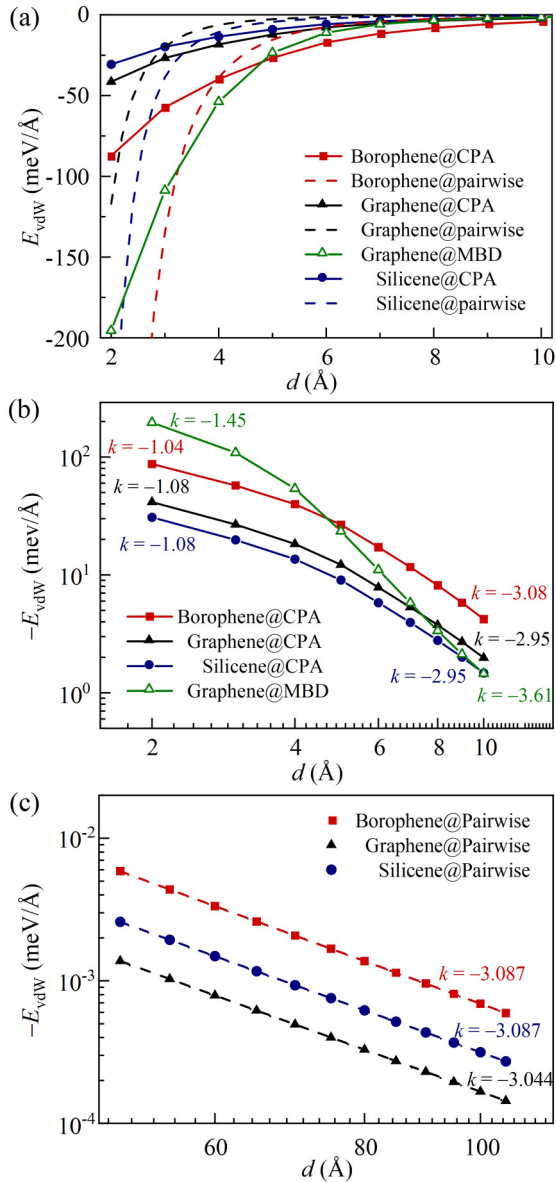 (a)
0
-50
-100
-150
-200
E_vdW (meV/Å)
Borophene@CPA
Borophene@pairwise
Graphene@CPA
Graphene@pairwise
Graphene@MBD
Silicene@CPA
Silicene@pairwise
2 4 6 8 10
d (Å)
(b)
10^2
10^1
10^0
−E_vdW (mev/Å)
k = −1.45
k = −1.04
k = −1.08
k = −1.08
k = −3.08
k = −2.95
k = −2.95
k = −3.61
Borophene@CPA
Graphene@CPA
Silicene@CPA
Graphene@MBD
2 4 6 8 10
d (Å)
(c)
10^-2
10^-3
10^-4
−E_vdW (meV/Å)
Borophene@Pairwise
Graphene@Pairwise
Silicene@Pairwise
k = −3.087
k = −3.087
k = −3.044
60 80 100
d (Å)